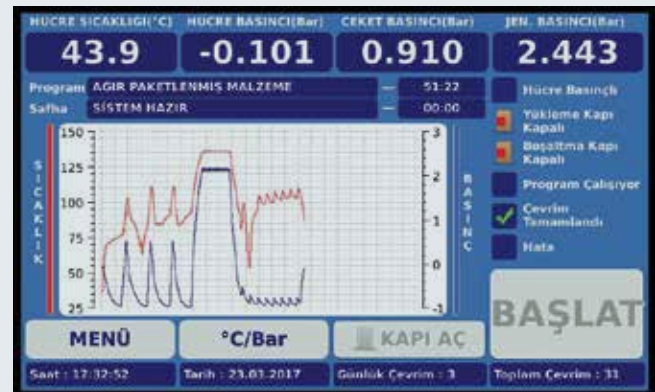 HÜCRE SICAKLIGI(°C) HÜCRE BASINCI(Bar) CEKET BASINCI(Bar) JEN. BASINCI(Bar)
43.9 -0.101 0.910 2.443
Program AGIR PAKETLENMIŞ MALZEME — 51:22
Safha SİSTEM HAZIR — 00:00
Hücre Basınçlı
Yükleme Kapı
Kapalı
Boşaltma Kapı
Kapalı
Program Çalışıyor
Çevrim
Tamamlandı
Hata
SICAKLIK
150
125
100
75
50
25
3
2
1
0
-1
BASINÇ
BAŞLAT
MENÜ °C/Bar KAPI AÇ
Saat : 17:32:52 Tarih : 23.03.2017 Günlük Çevrim : 3 Toplam Çevrim : 31